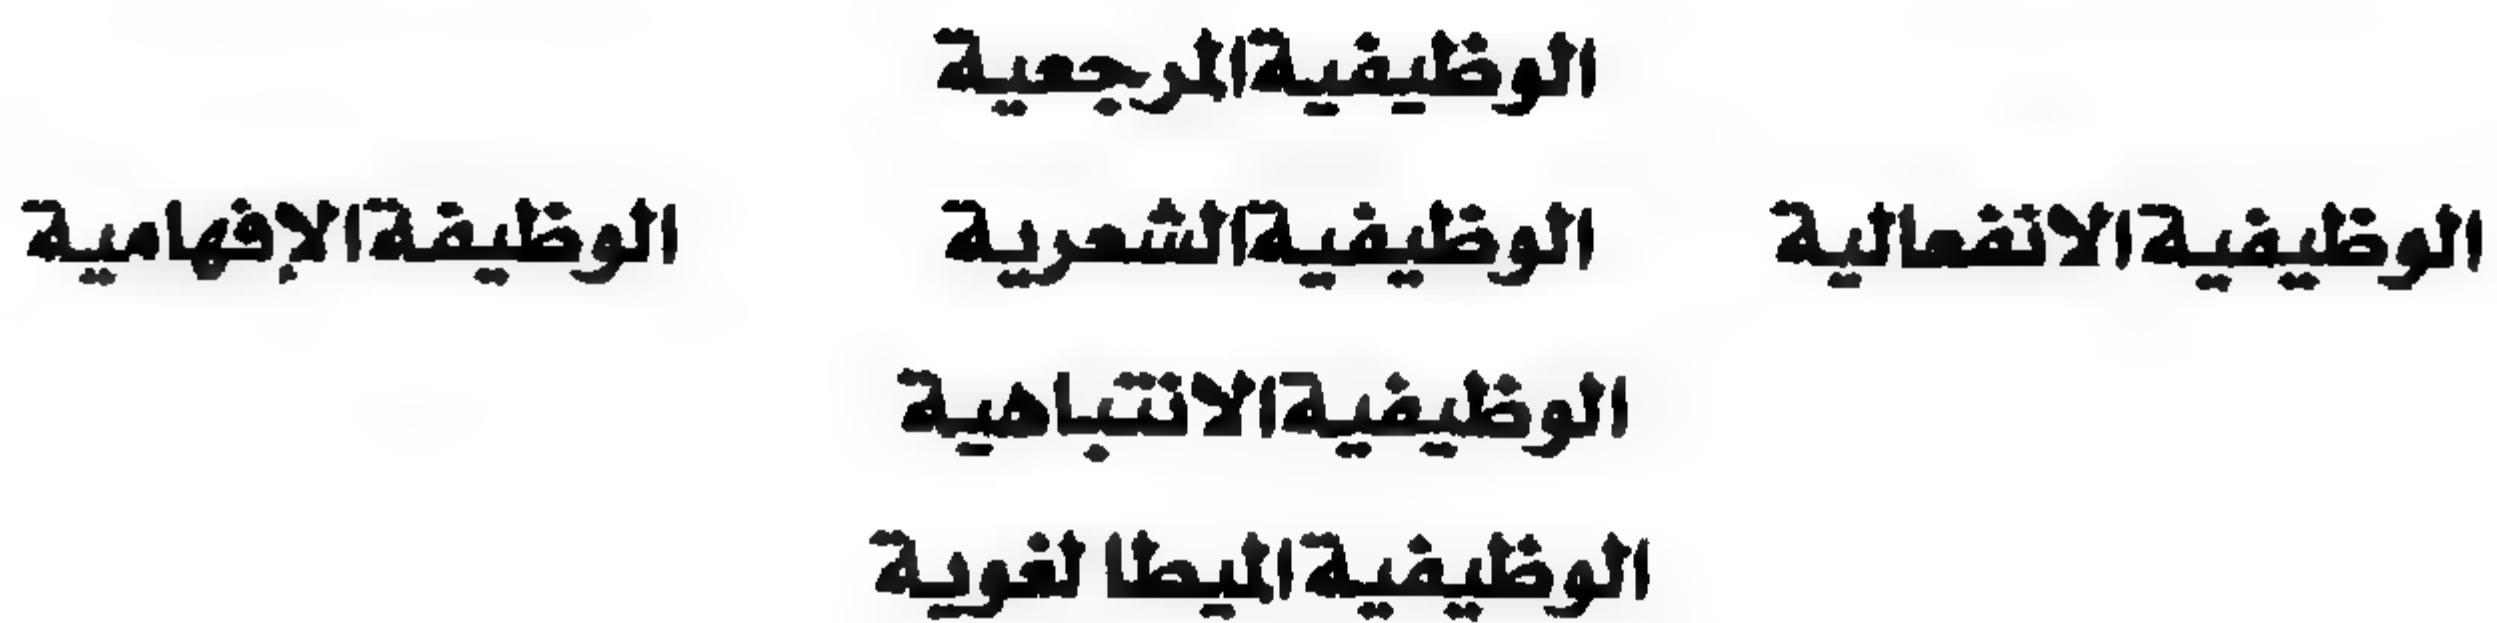 الوظيفية المرجعية
الوظيفية الانفعالية
الوظيفية الشعرية
الوظيفة الإفهامية
الوظيفية الانتباهية
الوظيفية الميطا لغوية